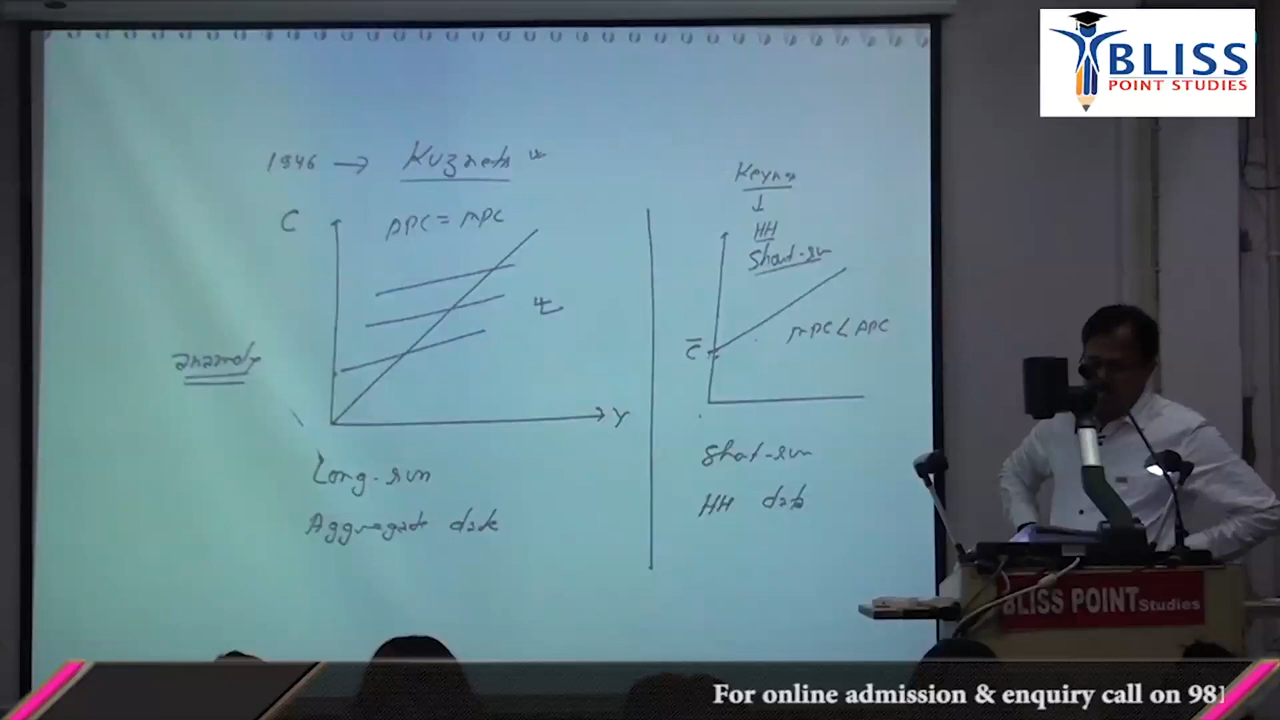 BLISS
POINT STUDIES
1946 → Kuznets
C
APC = MPC
Y
Long-run
Aggregate data
Keynes
↓
HH
Short-run
C̄
MPC < APC
Short-run
HH data
BLISS POINT Studies
For online admission & enquiry call on 981